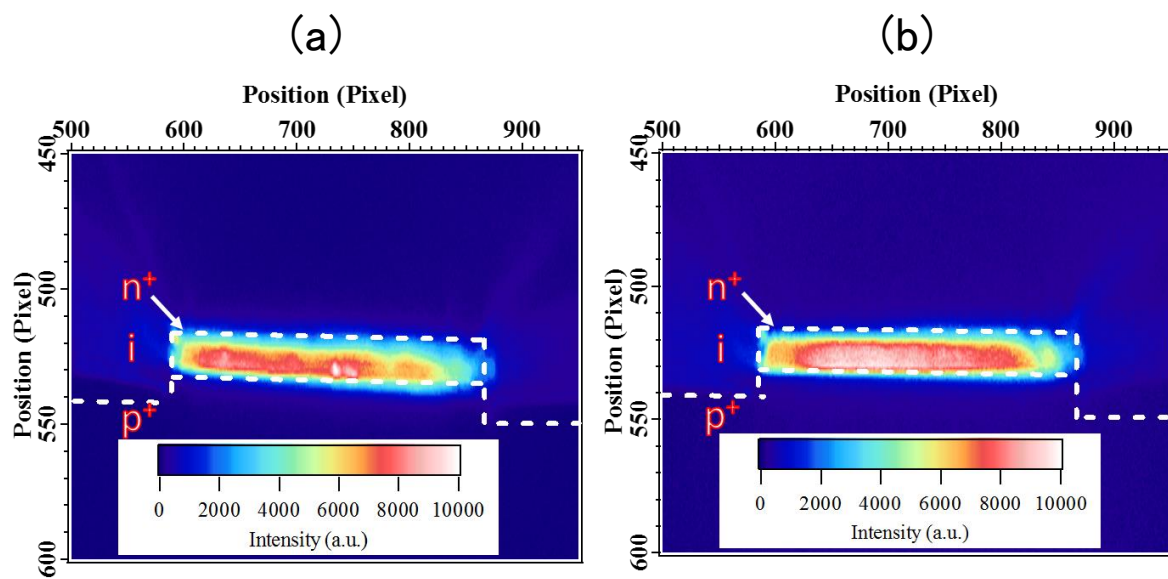 (a)
Position (Pixel)
500 600 700 800 900
450
500
550
600
Position (Pixel)
n+
i
p+
0 2000 4000 6000 8000 10000
Intensity (a.u.)
(b)
Position (Pixel)
500 600 700 800 900
450
500
550
600
Position (Pixel)
n+
i
p+
0 2000 4000 6000 8000 10000
Intensity (a.u.)